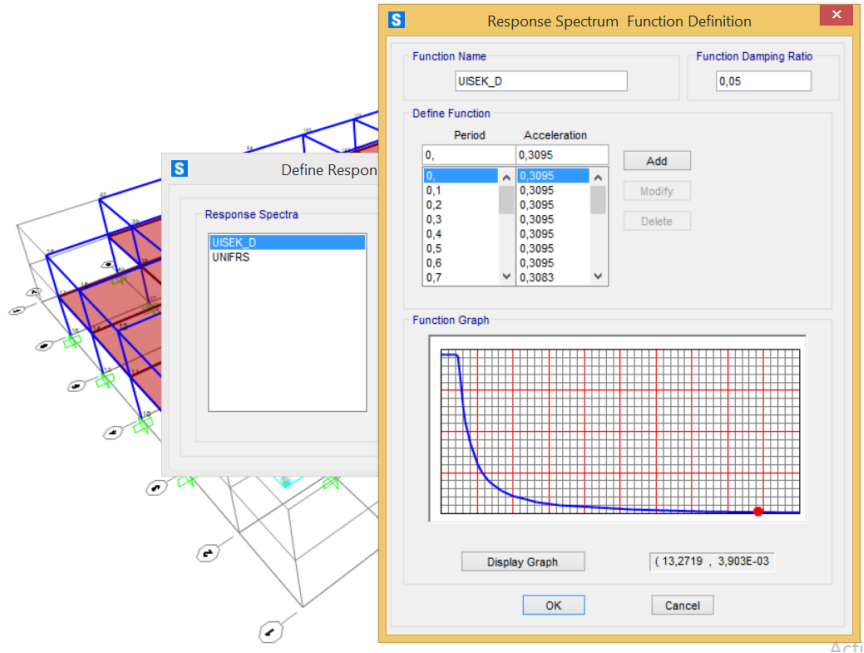 Response Spectrum Function Definition
Function Name
UISEK_D
Function Damping Ratio
0,05
Define Function
Period Acceleration
0, 0,3095
0, 0,3095
0,1 0,3095
0,2 0,3095
0,3 0,3095
0,4 0,3095
0,5 0,3095
0,6 0,3095
0,7 0,3083
Add
Modify
Delete
Function Graph
Display Graph
( 13,2719 , 3,903E-03
OK Cancel
Define Respon
Response Spectra
UISEK_D
UNIFRS
S
S
Acti